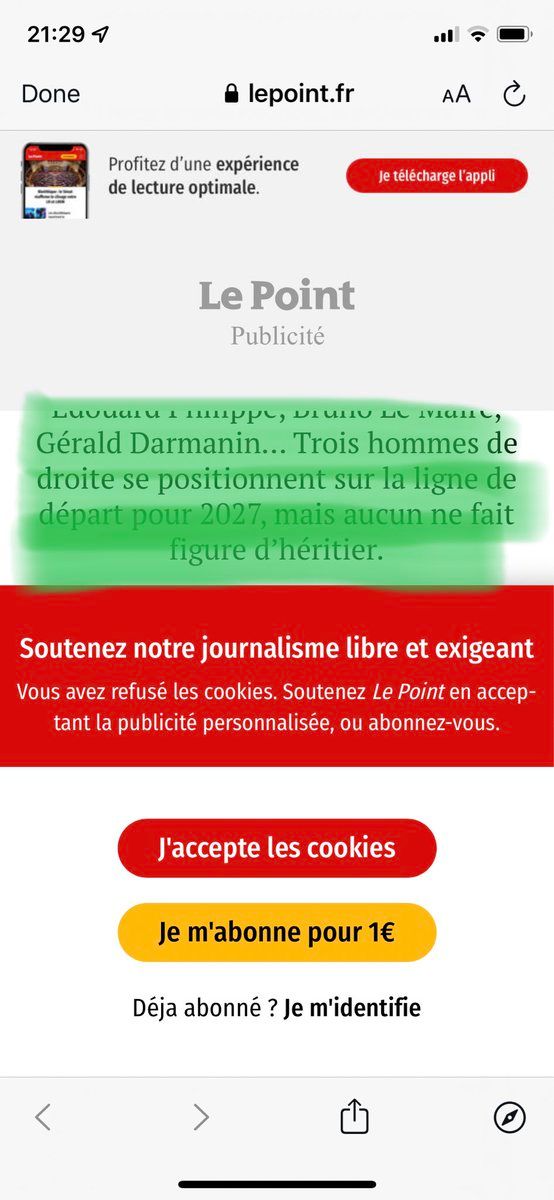 21:29
Done
lepoint.fr
AA
Profitez d’une expérience
de lecture optimale.
Je télécharge l'appli
Le Point
Publicité
Édouard Philippe, Bruno Le Maire,
Gérald Darmanin… Trois hommes de
droite se positionnent sur la ligne de
départ pour 2027, mais aucun ne fait
figure d’héritier.
Soutenez notre journalisme libre et exigeant
Vous avez refusé les cookies. Soutenez Le Point en accep-
tant la publicité personnalisée, ou abonnez-vous.
J'accepte les cookies
Je m'abonne pour 1€
Déja abonné ? Je m'identifie